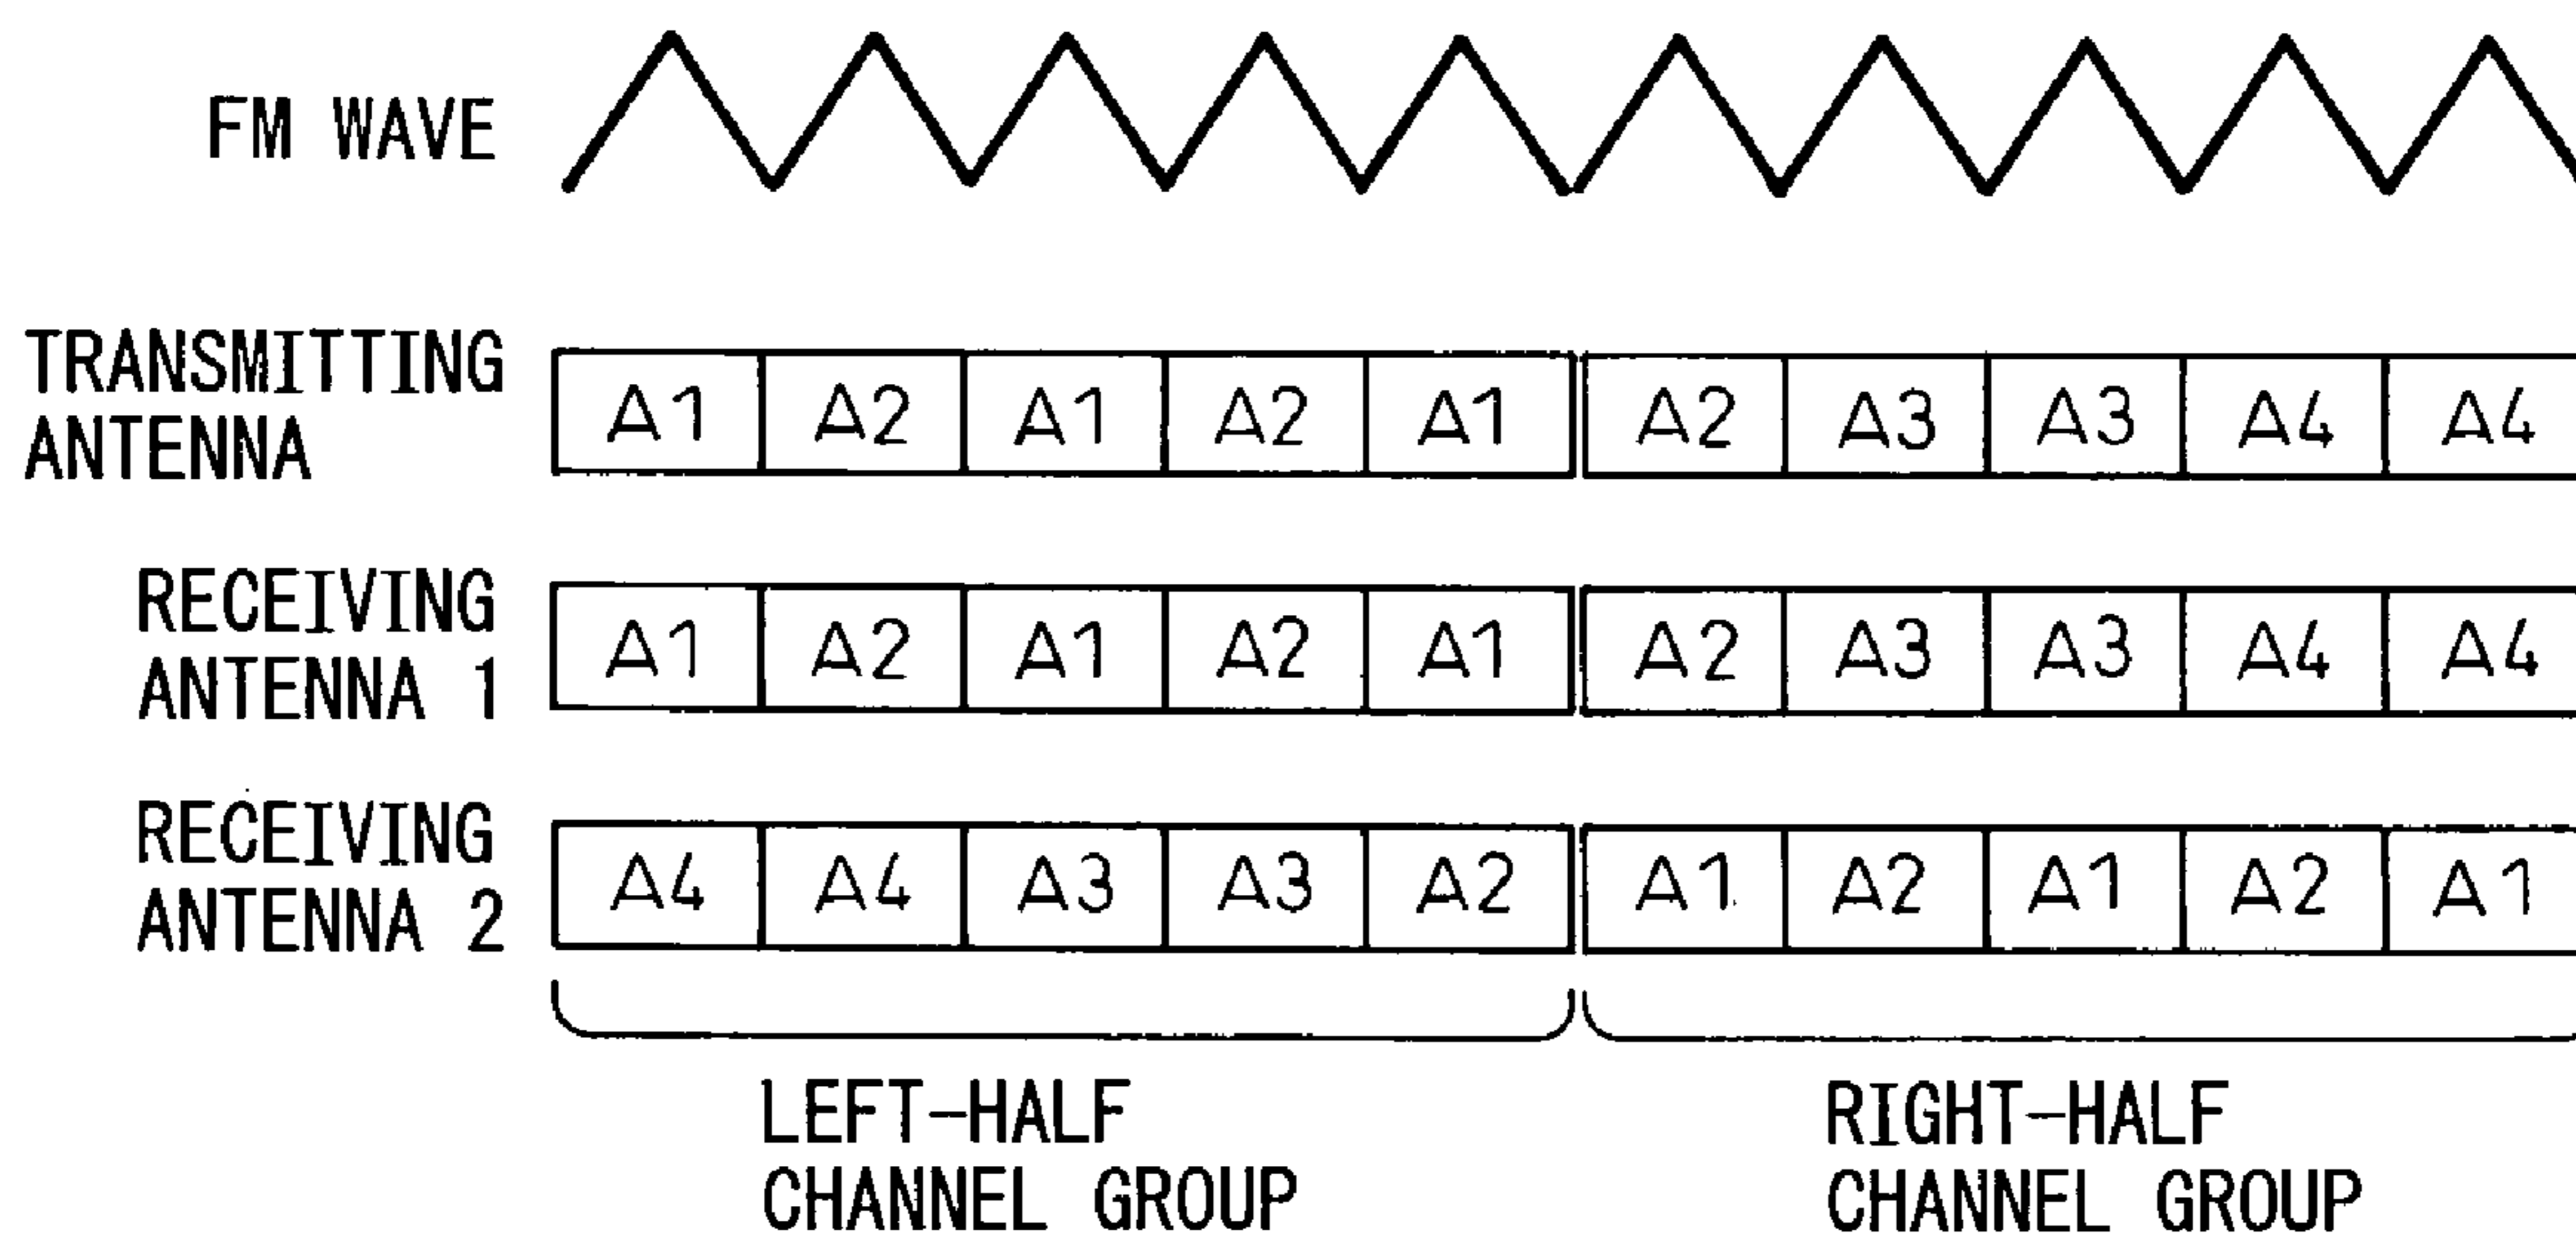 FM WAVE
TRANSMITTING
ANTENNA
A1 A2 A1 A2 A1 A2 A3 A3 A4 A4
RECEIVING
ANTENNA 1
A1 A2 A1 A2 A1 A2 A3 A3 A4 A4
RECEIVING
ANTENNA 2
A4 A4 A3 A3 A2 A1 A2 A1 A2 A1
LEFT-HALF
CHANNEL GROUP
RIGHT-HALF
CHANNEL GROUP